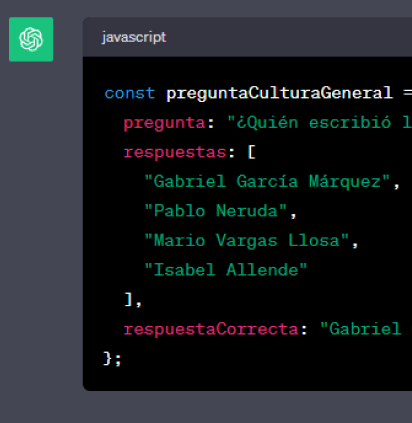 javascript
const preguntaCulturaGeneral =
pregunta: "¿Quién escribió l
respuestas: [
"Gabriel García Márquez",
"Pablo Neruda",
"Mario Vargas Llosa",
"Isabel Allende"
],
respuestaCorrecta: "Gabriel
};